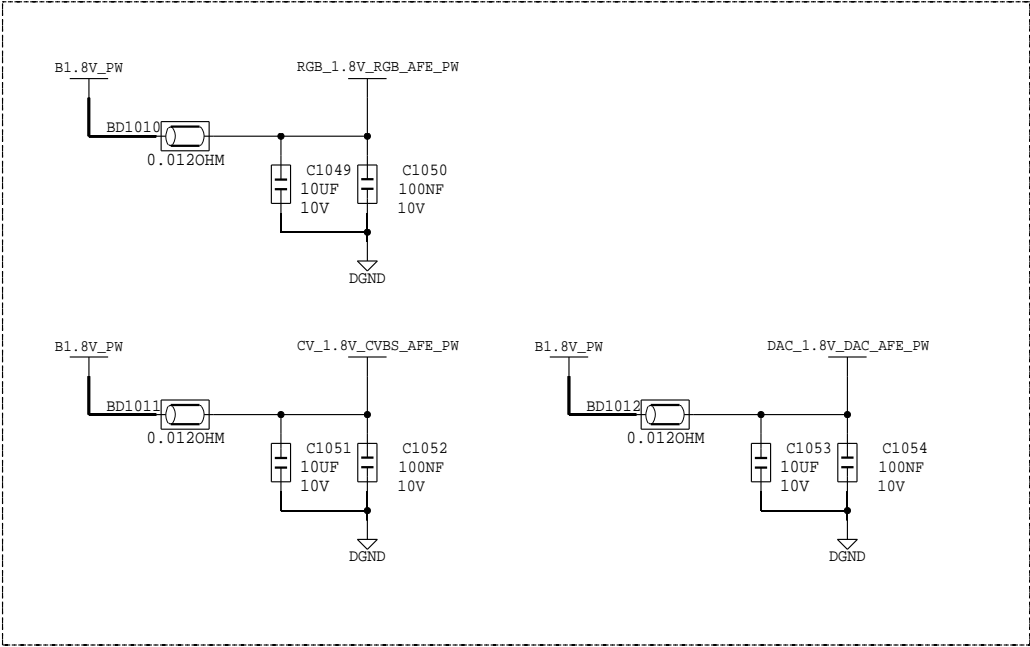 B1.8V_PW
RGB_1.8V_RGB_AFE_PW
BD1010
0.012OHM
C1049
10UF
10V
C1050
100NF
10V
DGND
B1.8V_PW
CV_1.8V_CVBS_AFE_PW
BD1011
0.012OHM
C1051
10UF
10V
C1052
100NF
10V
DGND
B1.8V_PW
DAC_1.8V_DAC_AFE_PW
BD1012
0.012OHM
C1053
10UF
10V
C1054
100NF
10V
DGND